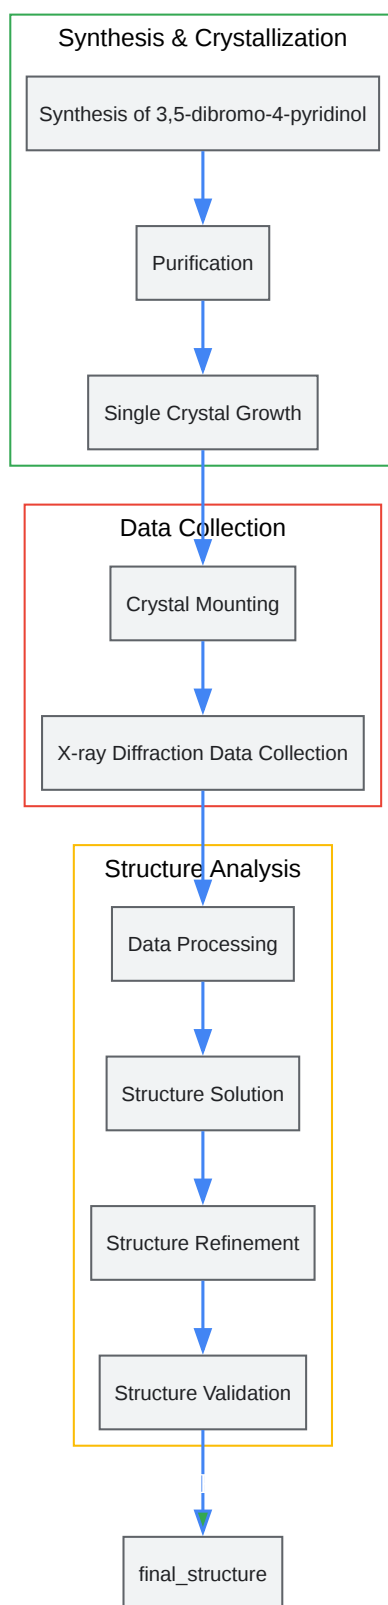 Synthesis & Crystallization
Synthesis of 3,5-dibromo-4-pyridinol
Purification
Single Crystal Growth
Data Collection
Crystal Mounting
X-ray Diffraction Data Collection
Structure Analysis
Data Processing
Structure Solution
Structure Refinement
Structure Validation
final_structure